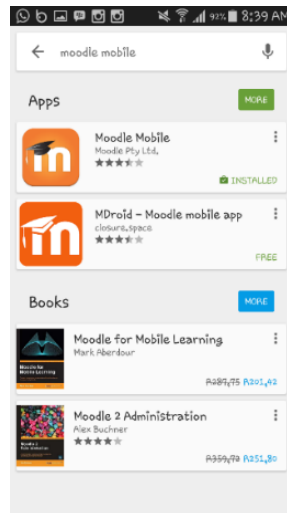 92% 8:39 AM
moodle mobile
Apps
MORE
Moodle Mobile
Moodle Pty Ltd.
INSTALLED
MDroid - Moodle mobile app
closure.space
FREE
Books
MORE
Moodle for Mobile Learning
Mark Aberdour
R287,75 R201,42
Moodle 2 Administration
Alex Buchner
R359,72 R251,80